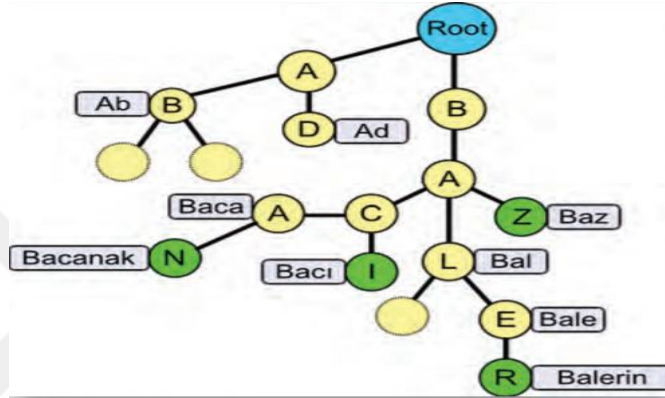 Root
A
Ab B
B
D Ad
A
Baca A C
Z Baz
Bacanak N
Bacı I
L Bal
E Bale
R Balerin